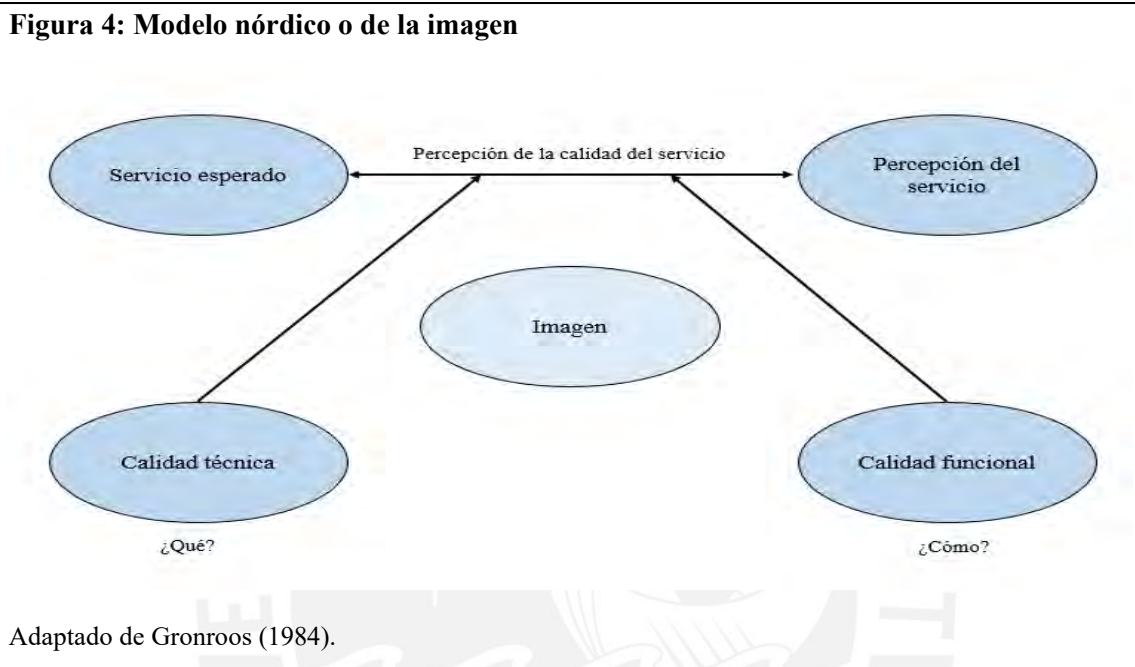 Figura 4: Modelo nórdico o de la imagen
Percepción de la calidad del servicio
Servicio esperado
Percepción del
servicio
Imagen
Calidad técnica
Calidad funcional
¿Qué?
¿Cómo?
Adaptado de Gronroos (1984).